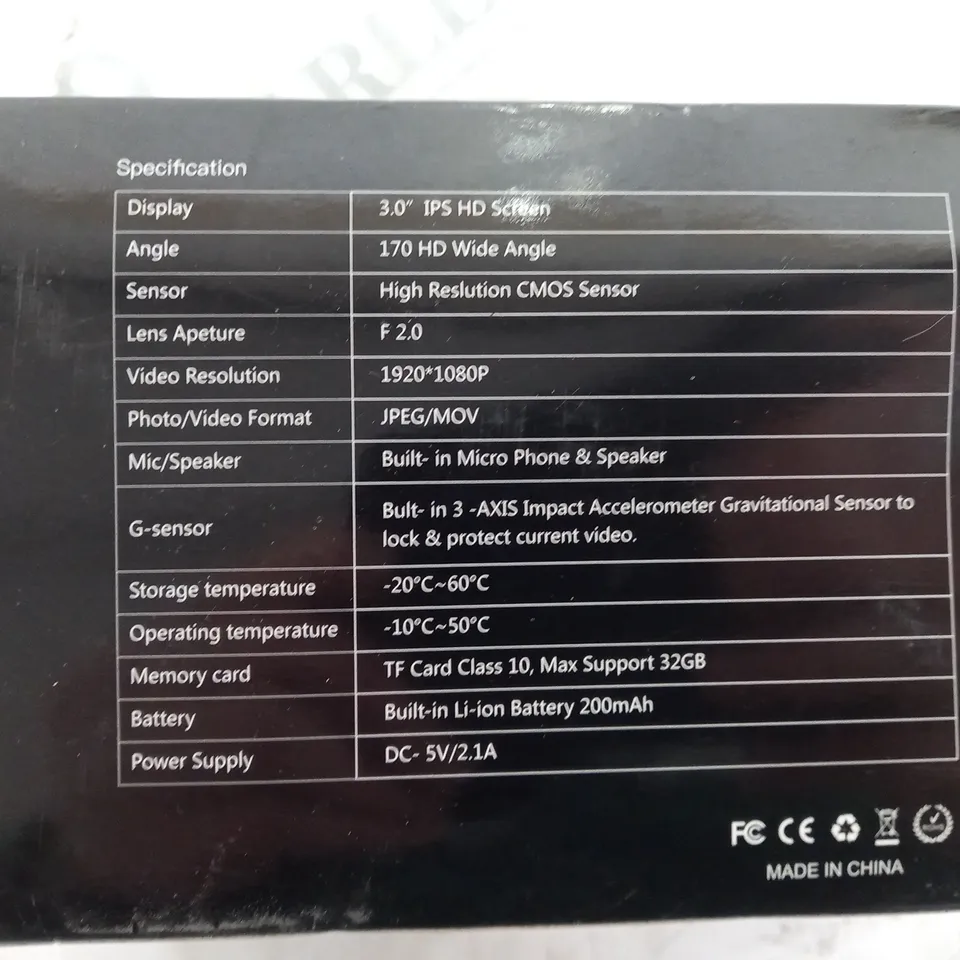 Specification
Display 3.0" IPS HD Screen
Angle 170 HD Wide Angle
Sensor High Reslution CMOS Sensor
Lens Apeture F 2.0
Video Resolution 1920*1080P
Photo/Video Format JPEG/MOV
Mic/Speaker Built- in Micro Phone & Speaker
G-sensor Bult- in 3 -AXIS Impact Accelerometer Gravitational Sensor to
lock & protect current video.
Storage temperature -20°C~60°C
Operating temperature -10°C~50°C
Memory card TF Card Class 10, Max Support 32GB
Battery Built-in Li-ion Battery 200mAh
Power Supply DC- 5V/2.1A
FC CE RoHS
MADE IN CHINA